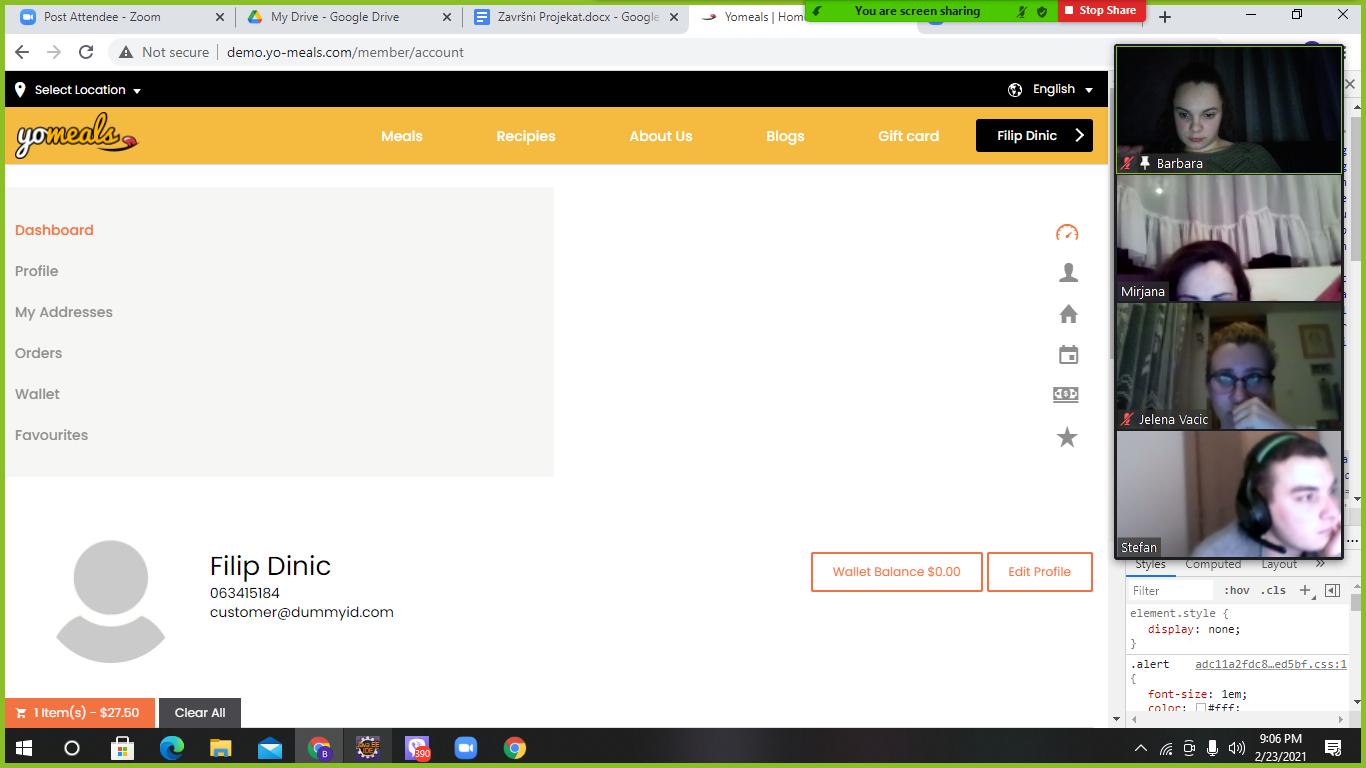 Post Attendee - Zoom
My Drive - Google Drive
Završni Projekat.docx - Google
Yomeals | Hom
You are screen sharing
Stop Share
Not secure
demo.yo-meals.com/member/account
Select Location
English
yomeals
Meals
Recipies
About Us
Blogs
Gift card
Filip Dinic
Dashboard
Profile
My Addresses
Orders
Wallet
Favourites
Filip Dinic
063415184
customer@dummyid.com
Wallet Balance $0.00
Edit Profile
1 Item(s) - $27.50
Clear All
Barbara
Mirjana
Jelena Vacic
Stefan
Styles Computed Layout
Filter :hov .cls
element.style {
display: none;
}
.alert adc11a2fdc8…ed5bf.css:1
{
font-size: 1em;
color: #fff;
Java EE
IDE
B
390
9:06 PM
2/23/2021